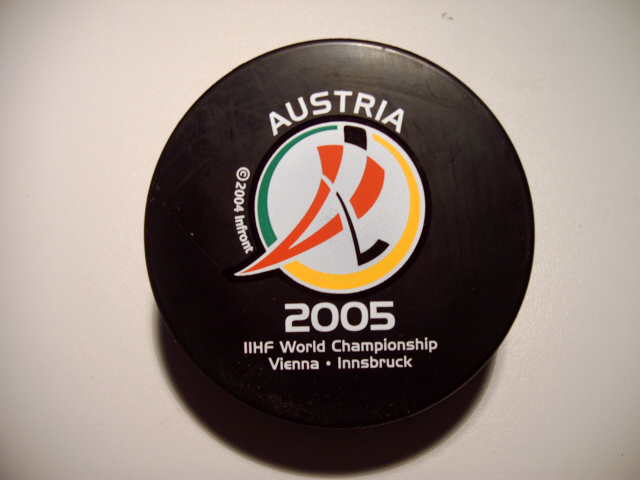 AUSTRIA
©2004 Infront
2005
IIHF World Championship
Vienna • Innsbruck